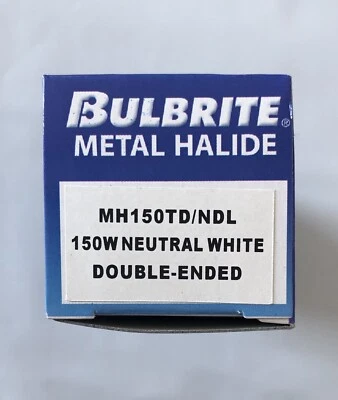 BULBRITE®
METAL HALIDE
MH150TD/NDL
150W NEUTRAL WHITE
DOUBLE-ENDED